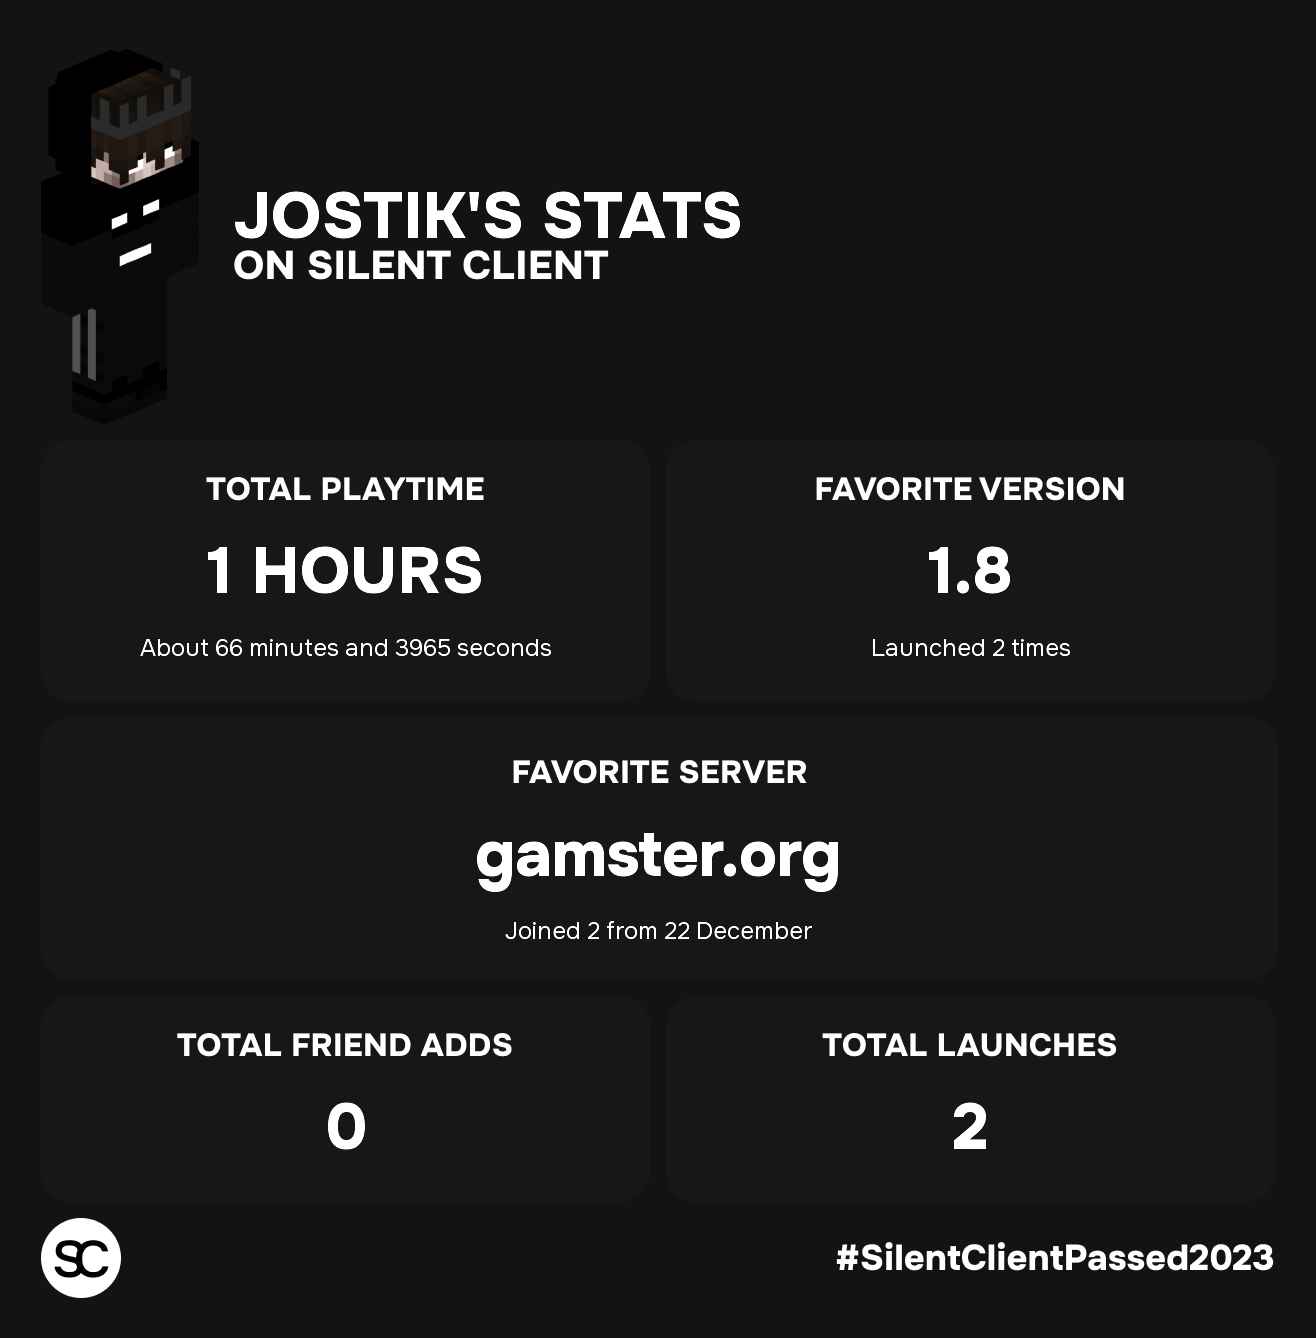 JOSTIK'S STATS
ON SILENT CLIENT
TOTAL PLAYTIME
1 HOURS
About 66 minutes and 3965 seconds
FAVORITE VERSION
1.8
Launched 2 times
FAVORITE SERVER
gamster.org
Joined 2 from 22 December
TOTAL FRIEND ADDS
0
TOTAL LAUNCHES
2
SC
#SilentClientPassed2023